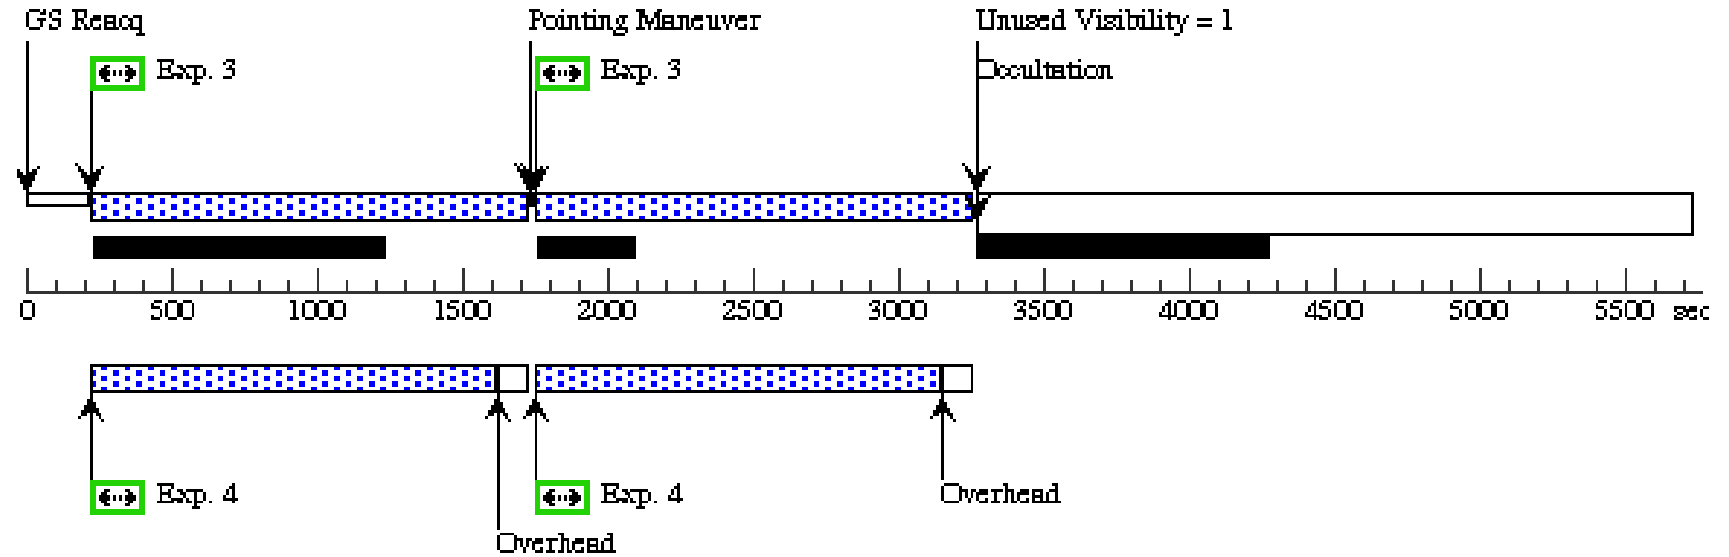 GS Reacq Pointing Maneuver Unused Visibility = 1
Exp. 3 Exp. 3 Occultation
0 500 1000 1500 2000 2500 3000 3500 4000 4500 5000 5500 sec
Exp. 4 Exp. 4 Overhead
Overhead